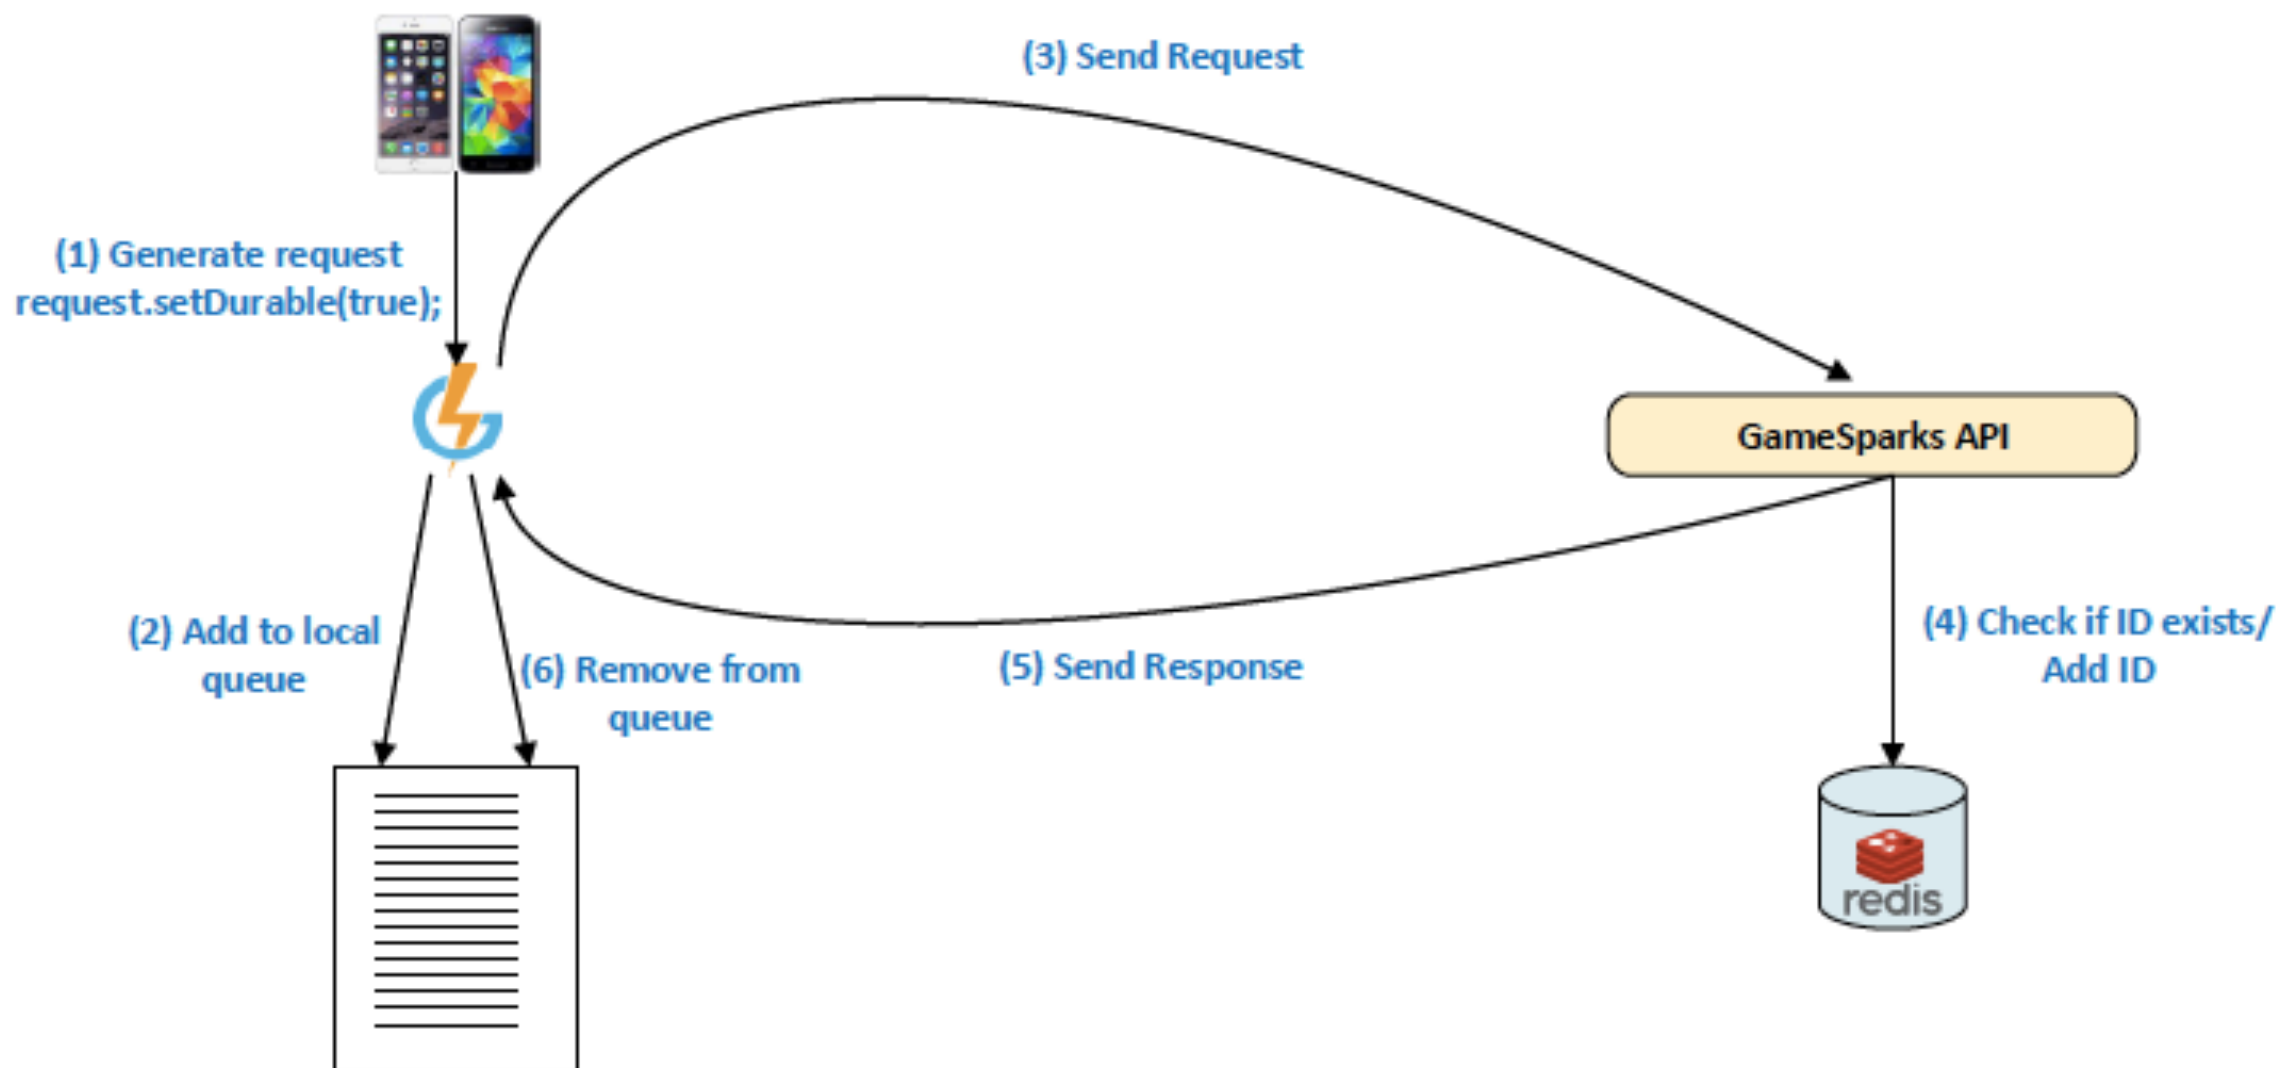 (3) Send Request
(1) Generate request
request.setDurable(true);
GameSparks API
(2) Add to local
queue
(6) Remove from
queue
(5) Send Response
(4) Check if ID exists/
Add ID
redis